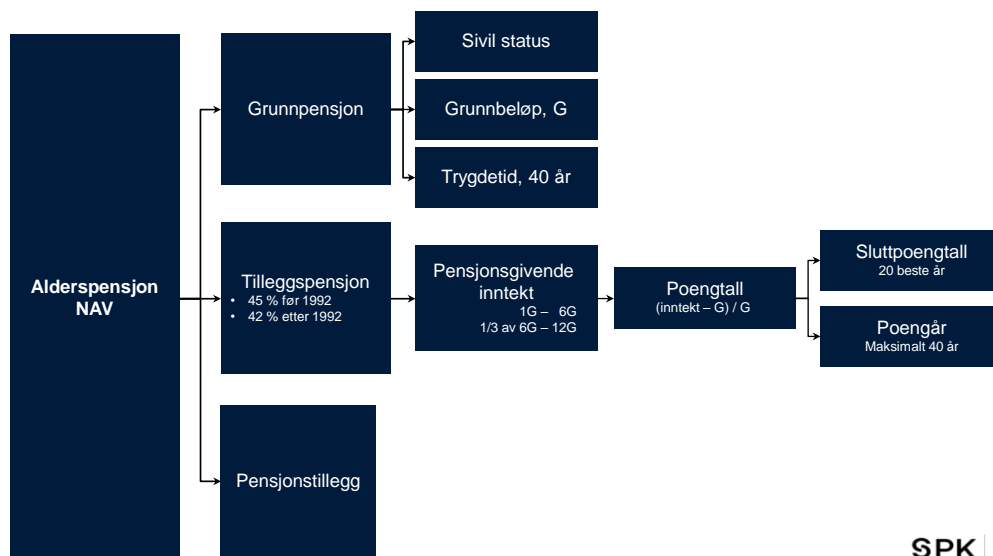 Alderspensjon
NAV
Grunnpensjon
Sivil status
Grunnbeløp, G
Trygdetid, 40 år
Tilleggspensjon
• 45 % før 1992
• 42 % etter 1992
Pensjonsgivende
inntekt
1G – 6G
1/3 av 6G – 12G
Poengtall
(inntekt – G) / G
Sluttpoengtall
20 beste år
Poengår
Maksimalt 40 år
Pensjonstillegg
SPK